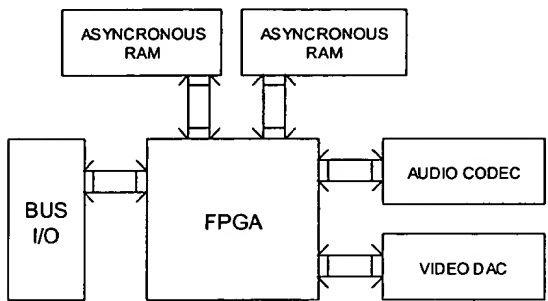 ASYNCRONOUS
RAM
ASYNCRONOUS
RAM
BUS
I/O
FPGA
AUDIO CODEC
VIDEO DAC